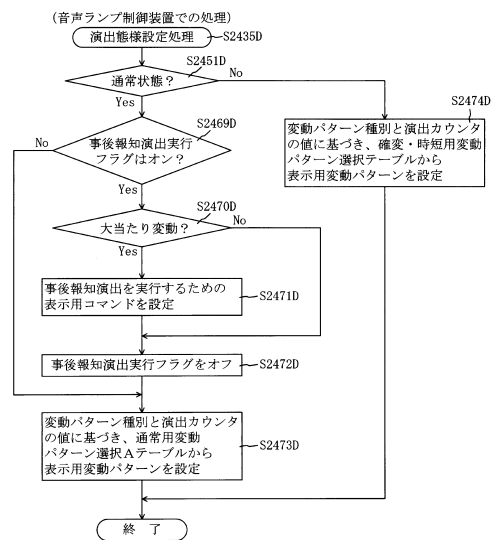 （音声ランプ制御装置での処理）
演出態様設定処理
S2435D
S2451D
通常状態？
No
Yes
S2474D
変動パターン種別と演出カウンタ
の値に基づき、確変・時短用変動
パターン選択テーブルから
表示用変動パターンを設定
S2469D
No
事後報知演出実行
フラグはオン？
Yes
S2470D
大当たり変動？
No
Yes
事後報知演出を実行するための
表示用コマンドを設定
S2471D
事後報知演出実行フラグをオフ
S2472D
変動パターン種別と演出カウンタ
の値に基づき、通常用変動
パターン選択Ａテーブルから
表示用変動パターンを設定
S2473D
終　了